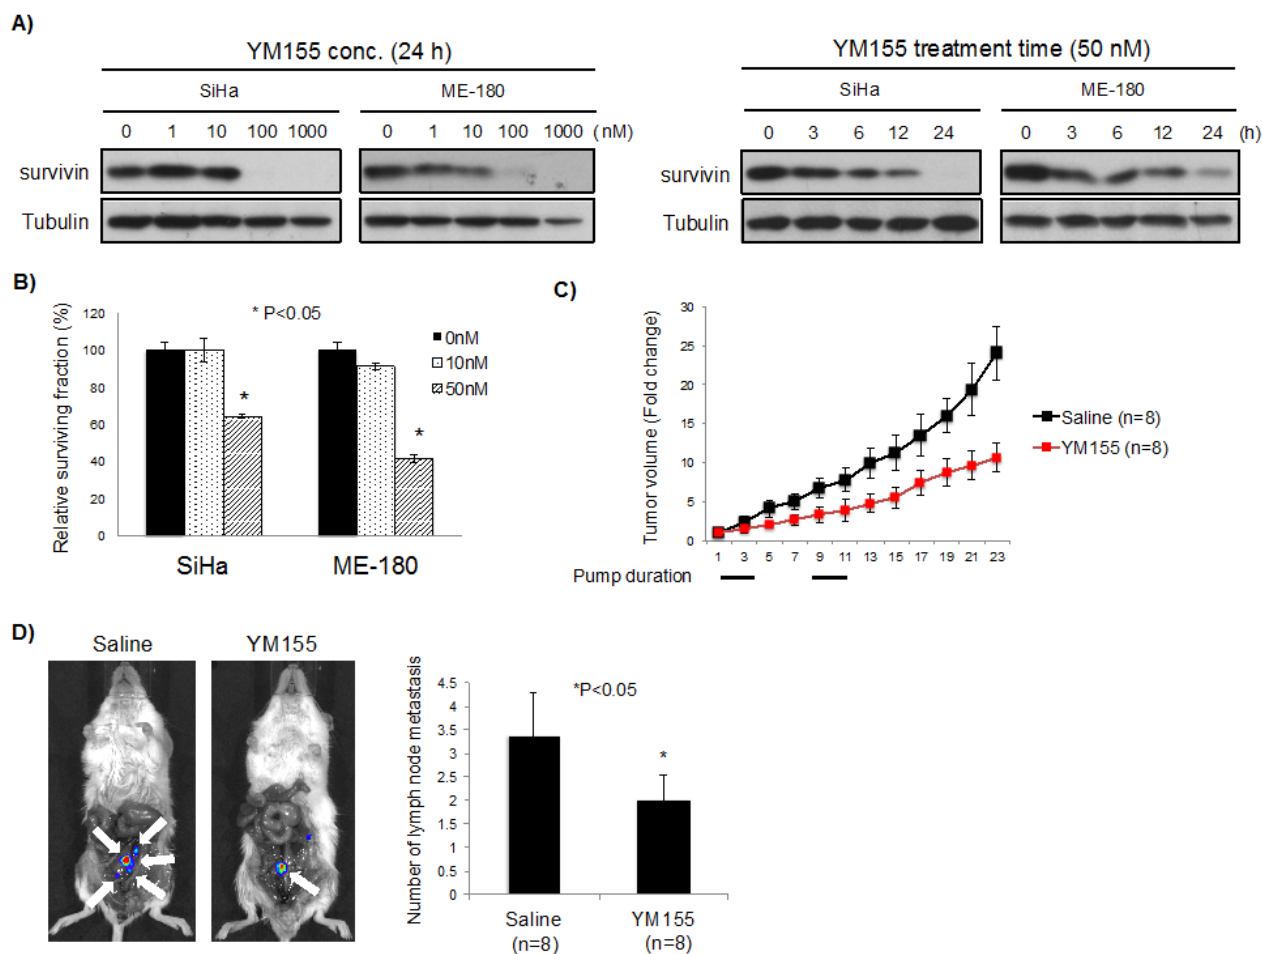 A)
YM155 conc. (24 h)
SiHa ME-180
0 1 10 100 1000 0 1 10 100 1000 (nM)
survivin
Tubulin
YM155 treatment time (50 nM)
SiHa ME-180
0 3 6 12 24 0 3 6 12 24 (h)
survivin
Tubulin
B)
Relative surviving fraction (%)
120
100
80
60
40
20
0
* P<0.05
0nM
10nM
50nM
*
*
SiHa ME-180
C)
Tumor volume (Fold change)
30
25
20
15
10
5
0
1 3 5 7 9 11 13 15 17 19 21 23
Saline (n=8)
YM155 (n=8)
Pump duration
D)
Saline YM155
Number of lymph node metastasis
4.5
4
3.5
3
2.5
2
1.5
1
0.5
0
*P<0.05
*
Saline YM155
(n=8) (n=8)